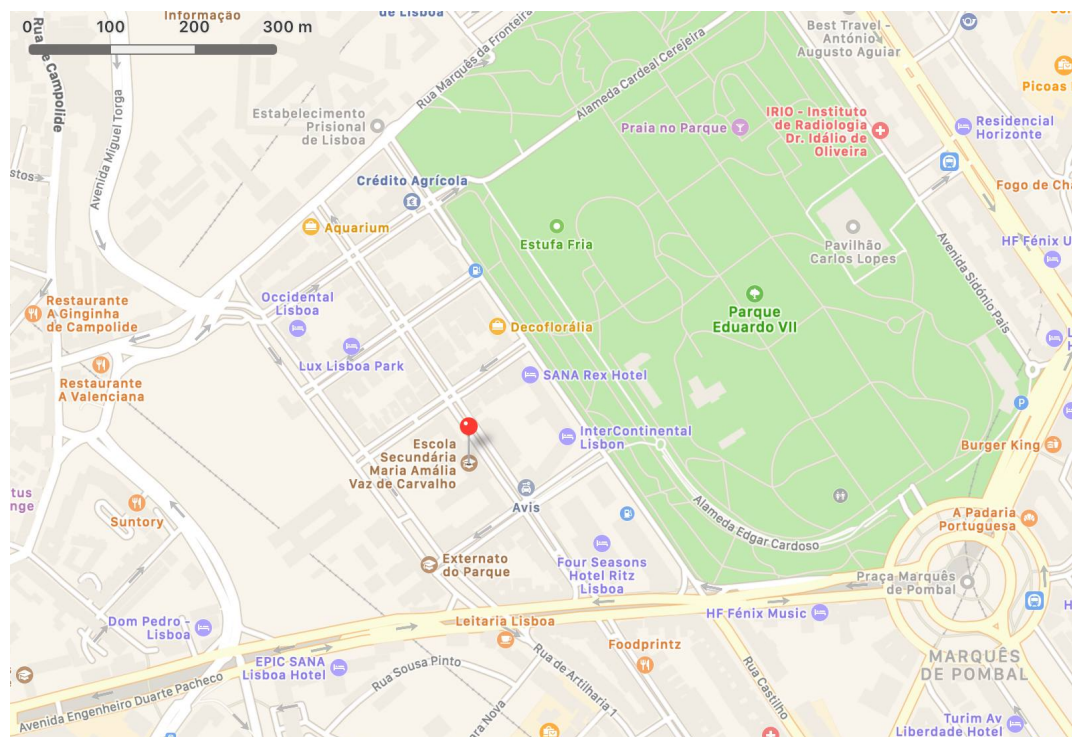 Informação
de Lisboa
0 100 200 300 m
Rua de Campolide
Avenida Miguel Torga
Rua Marquês da Fronteira
Alameda Cardeal Cerejeira
Best Travel -
António
Augusto Aguiar
Picoas
Estabelecimento
Prisional
de Lisboa
Praia no Parque
IRIO - Instituto
de Radiologia
Dr. Idálio de
Oliveira
Residencial
Horizonte
Crédito Agrícola
Fogo de Ch
Aquarium
Estufa Fria
Pavilhão
Carlos Lopes
HF Fénix U
Avenida Sidónio Pais
Occidental
Lisboa
Restaurante
A Ginginha
de Campolide
Parque
Eduardo VII
Decoflorália
Lux Lisboa Park
Restaurante
A Valenciana
SANA Rex Hotel
P
InterContinental
Lisbon
Escola
Secundária
Maria Amália
Vaz de Carvalho
Burger King
Suntory
Avis
Alameda Edgar Cardoso
A Padaria
Portuguesa
Externato
do Parque
Four Seasons
Hotel Ritz
Lisboa
Praça Marquês
de Pombal
HF Fénix Music
Dom Pedro -
Lisboa
Leitaria Lisboa
Foodprintz
MARQUÊS
DE POMBAL
EPIC SANA
Lisboa Hotel
Rua Sousa Pinto
Rua de Artilharia 1
Rua Castilho
Avenida Engenheiro Duarte Pacheco
Turim Av
Liberdade Hotel